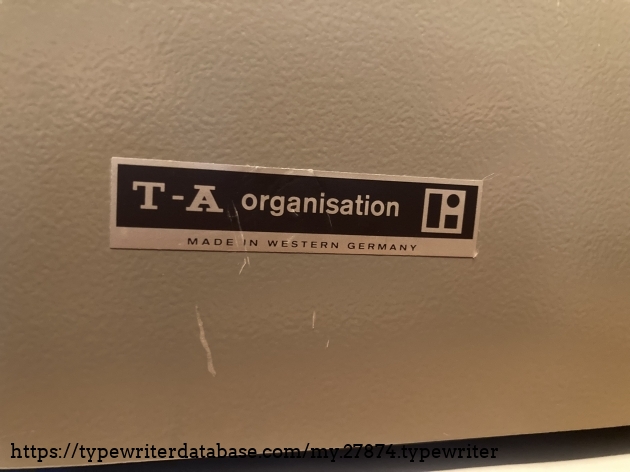 T-A organisation
MADE IN WESTERN GERMANY
https://typewriterdatabase.com/my.27874.typewriter